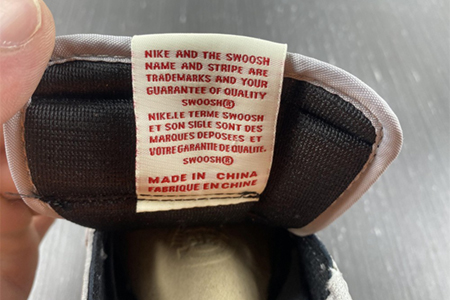 NIKE AND THE SWOOSH
NAME AND STRIPE ARE
TRADEMARKS AND YOUR
GUARANTEE OF QUALITY
SWOOSH®
NIKE.LE TERME SWOOSH
ET SON SIGLE SONT DES
MARQUES DEPOSEES ET
VOTRE GARANTIE DE QUALITE.
SWOOSH®
MADE IN CHINA
FABRIQUE EN CHINE